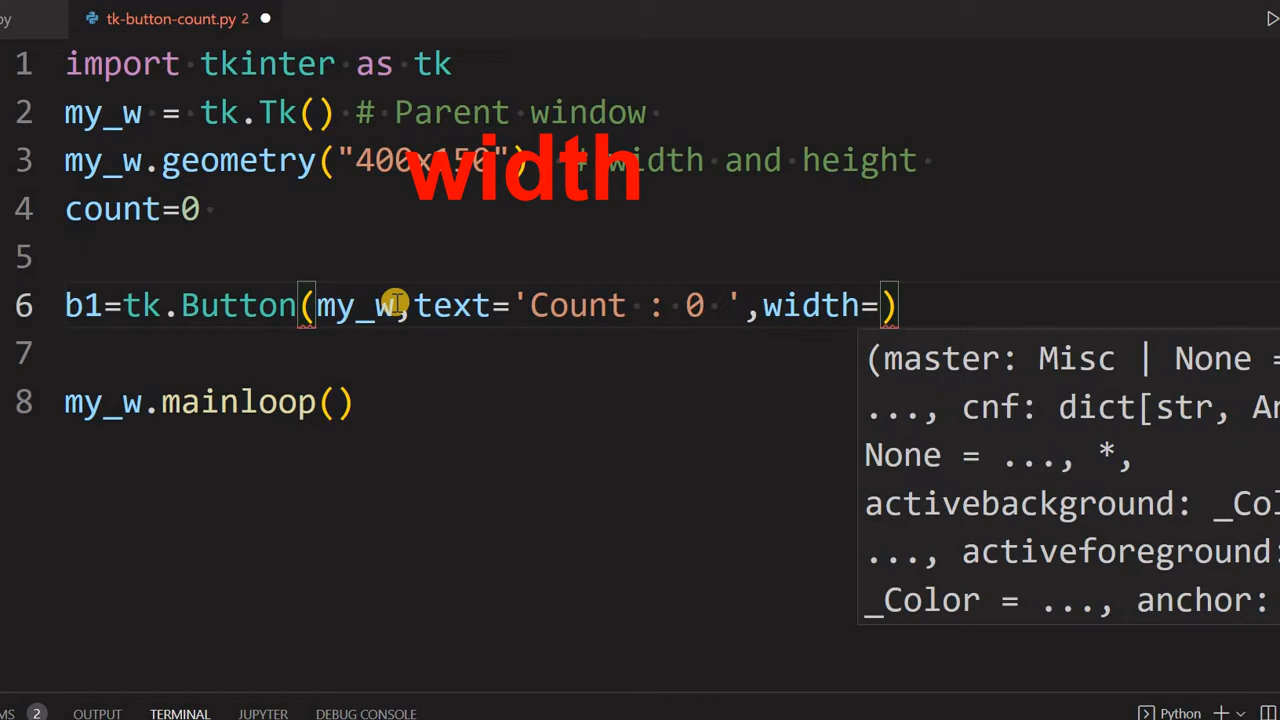 py
tk-button-count.py 2
1 import tkinter as tk
2 my_w = tk.Tk() # Parent window
3 my_w.geometry("400x150") # width and height
width
4 count=0
5
6 b1=tk.Button(my_w,text='Count : 0 ',width=)
7
(master: Misc | None =
8 my_w.mainloop()
..., cnf: dict[str, An
None = ..., *,
activebackground: _Col
..., activeforeground:
_Color = ..., anchor:
MS 2 OUTPUT TERMINAL JUPYTER DEBUG CONSOLE Python